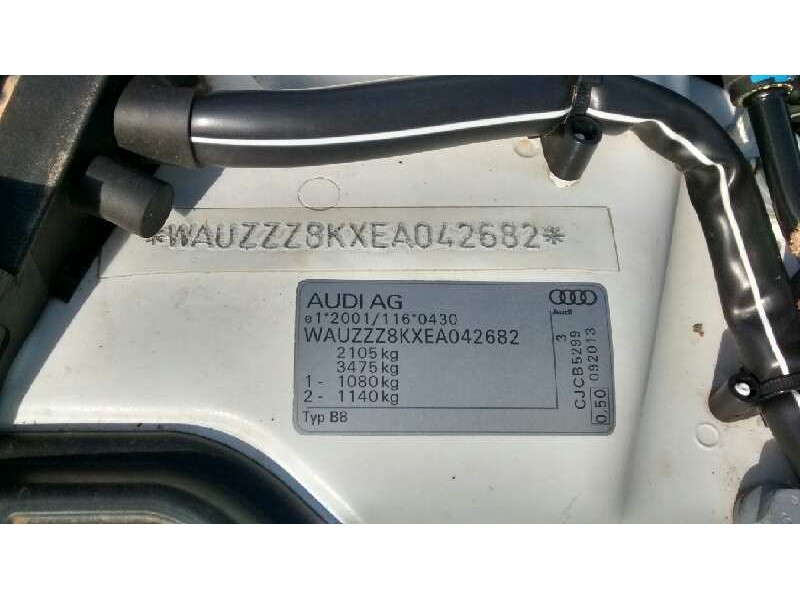 *WAUZZZ8KXEA042682*
AUDI AG
Audi
e1*2001/116*0430
WAUZZZ8KXEA042682
2105kg
3475kg
1- 1080kg
2- 1140kg
Typ B8
3
CJCB5299
092013
0.50